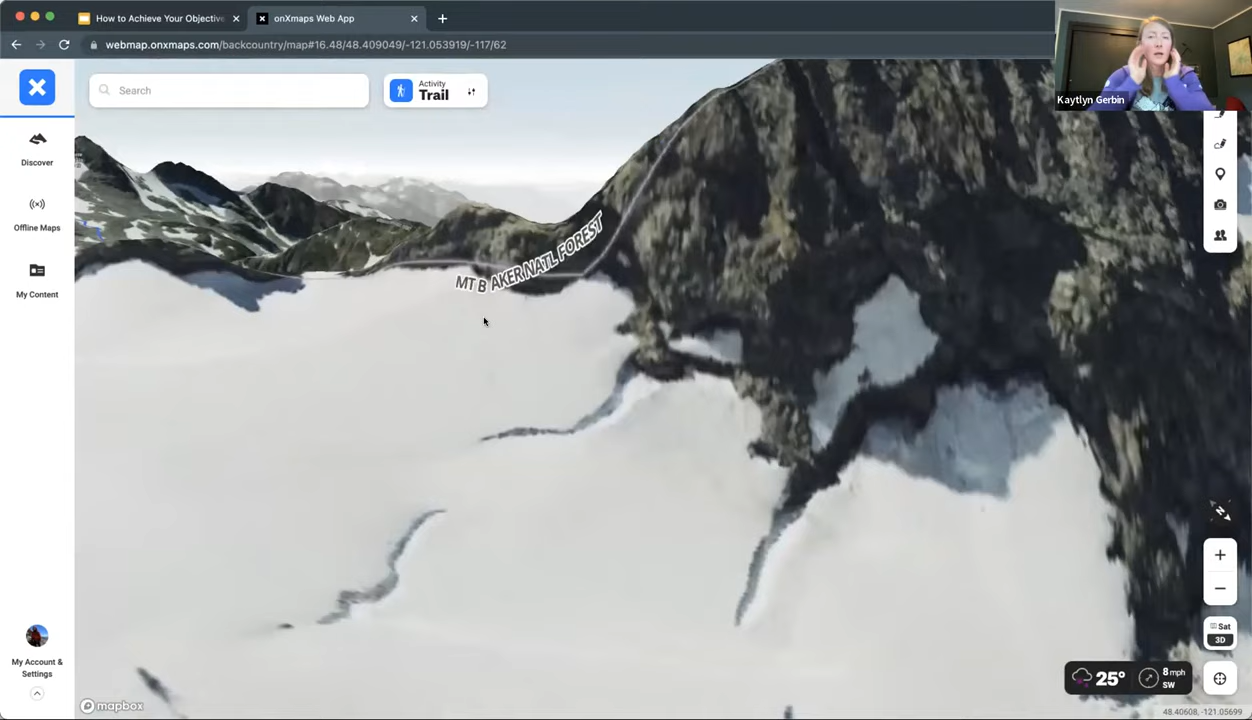 How to Achieve Your Objective
onXmaps Web App
webmap.onxmaps.com/backcountry/map#16.48/48.409049/-121.053919/-117/62
Kaytlyn Gerbin
Search
Activity
Trail
Discover
Offline Maps
My Content
MT B AKER NATL FOREST
Sat
3D
My Account &
Settings
25°
8 mph
SW
mapbox
48.40608, -121.05699